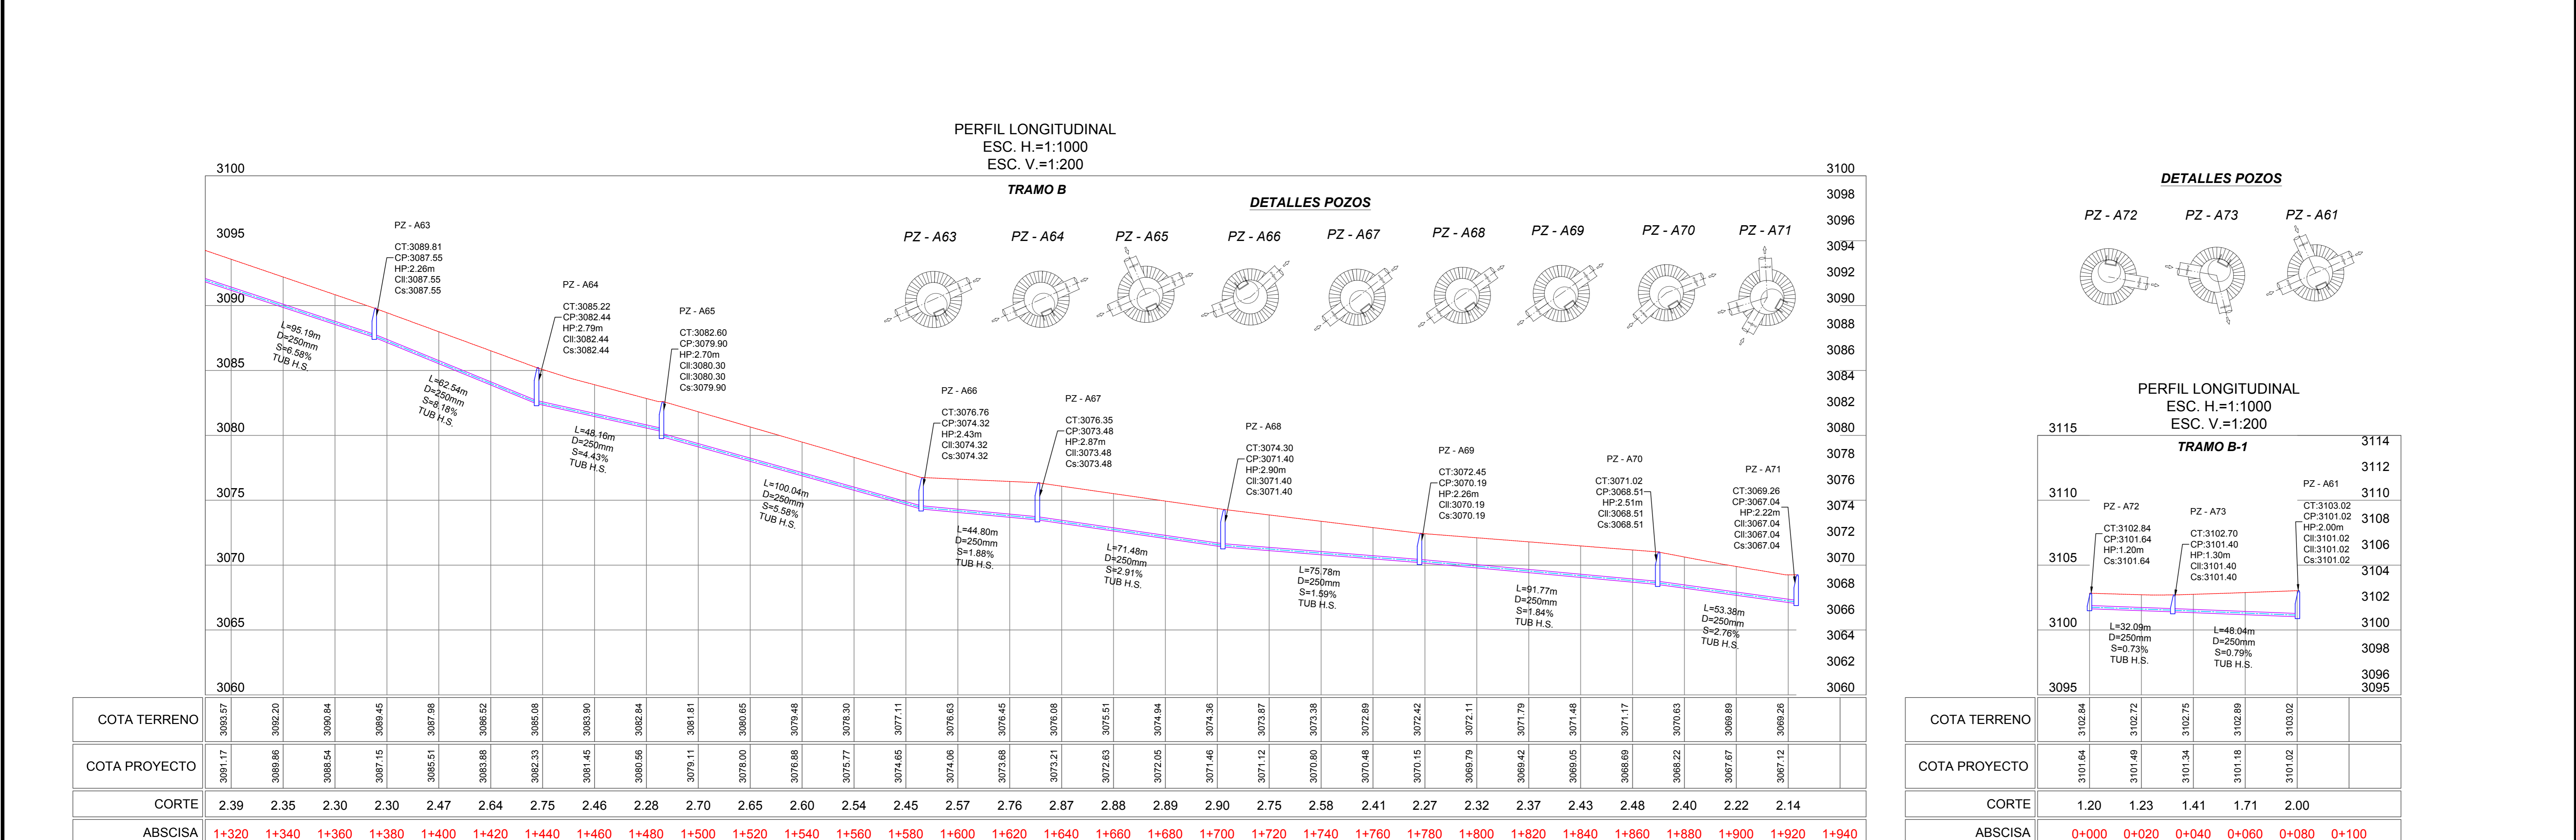 PERFIL LONGITUDINAL
ESC. H.=1:1000
ESC. V.=1:200
TRAMO B
DETALLES POZOS
PZ - A63
PZ - A64
PZ - A65
PZ - A66
PZ - A67
PZ - A68
PZ - A69
PZ - A70
PZ - A71
3100
3095
3090
3085
3080
3075
3070
3065
3060
3100
3098
3096
3094
3092
3090
3088
3086
3084
3082
3080
3078
3076
3074
3072
3070
3068
3066
3064
3062
3060
PZ - A63
CT:3089.81
CP:3087.55
HP:2.26m
CII:3087.55
Cs:3087.55
PZ - A64
CT:3085.22
CP:3082.44
HP:2.79m
CII:3082.44
Cs:3082.44
PZ - A65
CT:3082.60
CP:3079.90
HP:2.70m
CII:3080.30
CII:3080.30
Cs:3079.90
PZ - A66
CT:3076.76
CP:3074.32
HP:2.43m
CII:3074.32
Cs:3074.32
PZ - A67
CT:3076.35
CP:3073.48
HP:2.87m
CII:3073.48
Cs:3073.48
PZ - A68
CT:3074.30
CP:3071.40
HP:2.90m
CII:3071.40
Cs:3071.40
PZ - A69
CT:3072.45
CP:3070.19
HP:2.26m
CII:3070.19
Cs:3070.19
PZ - A70
CT:3071.02
CP:3068.51
HP:2.51m
CII:3068.51
Cs:3068.51
PZ - A71
CT:3069.26
CP:3067.04
HP:2.22m
CII:3067.04
CII:3067.04
Cs:3067.04
L=95.19m
D=250mm
S=6.58%
TUB H.S.
L=62.54m
D=250mm
S=8.18%
TUB H.S.
L=48.16m
D=250mm
S=4.43%
TUB H.S.
L=100.04m
D=250mm
S=5.58%
TUB H.S.
L=44.80m
D=250mm
S=1.88%
TUB H.S.
L=71.48m
D=250mm
S=2.91%
TUB H.S.
L=75.78m
D=250mm
S=1.59%
TUB H.S.
L=91.77m
D=250mm
S=1.84%
TUB H.S.
L=53.38m
D=250mm
S=2.76%
TUB H.S.
COTA TERRENO 3093.57 3092.20 3090.84 3089.45 3087.98 3086.52 3085.08 3083.90 3082.84 3081.81 3080.65 3079.48 3078.30 3077.11 3076.63 3076.45 3076.08 3075.51 3074.94 3074.36 3073.87 3073.38 3072.89 3072.42 3072.11 3071.79 3071.48 3071.17 3070.63 3069.89 3069.26
COTA PROYECTO 3091.17 3089.86 3088.54 3087.15 3085.51 3083.88 3082.33 3081.45 3080.56 3079.11 3078.00 3076.88 3075.77 3074.65 3074.06 3073.68 3073.21 3072.63 3072.05 3071.46 3071.12 3070.80 3070.48 3070.15 3069.79 3069.42 3069.05 3068.69 3068.22 3067.67 3067.12
CORTE 2.39 2.35 2.30 2.30 2.47 2.64 2.75 2.46 2.28 2.70 2.65 2.60 2.54 2.45 2.57 2.76 2.87 2.88 2.89 2.90 2.75 2.58 2.41 2.27 2.32 2.37 2.43 2.48 2.40 2.22 2.14
ABSCISA 1+320 1+340 1+360 1+380 1+400 1+420 1+440 1+460 1+480 1+500 1+520 1+540 1+560 1+580 1+600 1+620 1+640 1+660 1+680 1+700 1+720 1+740 1+760 1+780 1+800 1+820 1+840 1+860 1+880 1+900 1+920 1+940
DETALLES POZOS
PZ - A72
PZ - A73
PZ - A61
PERFIL LONGITUDINAL
ESC. H.=1:1000
ESC. V.=1:200
TRAMO B-1
3115
3110
3105
3100
3095
3114
3112
3110
3108
3106
3104
3102
3100
3098
3096
3095
PZ - A72
CT:3102.84
CP:3101.64
HP:1.20m
Cs:3101.64
PZ - A73
CT:3102.70
CP:3101.40
HP:1.30m
CII:3101.40
Cs:3101.40
PZ - A61
CT:3103.02
CP:3101.02
HP:2.00m
CII:3101.02
CII:3101.02
Cs:3101.02
L=32.09m
D=250mm
S=0.73%
TUB H.S.
L=48.04m
D=250mm
S=0.79%
TUB H.S.
COTA TERRENO 3102.84 3102.72 3102.75 3102.89 3103.02
COTA PROYECTO 3101.64 3101.49 3101.34 3101.18 3101.02
CORTE 1.20 1.23 1.41 1.71 2.00
ABSCISA 0+000 0+020 0+040 0+060 0+080 0+100